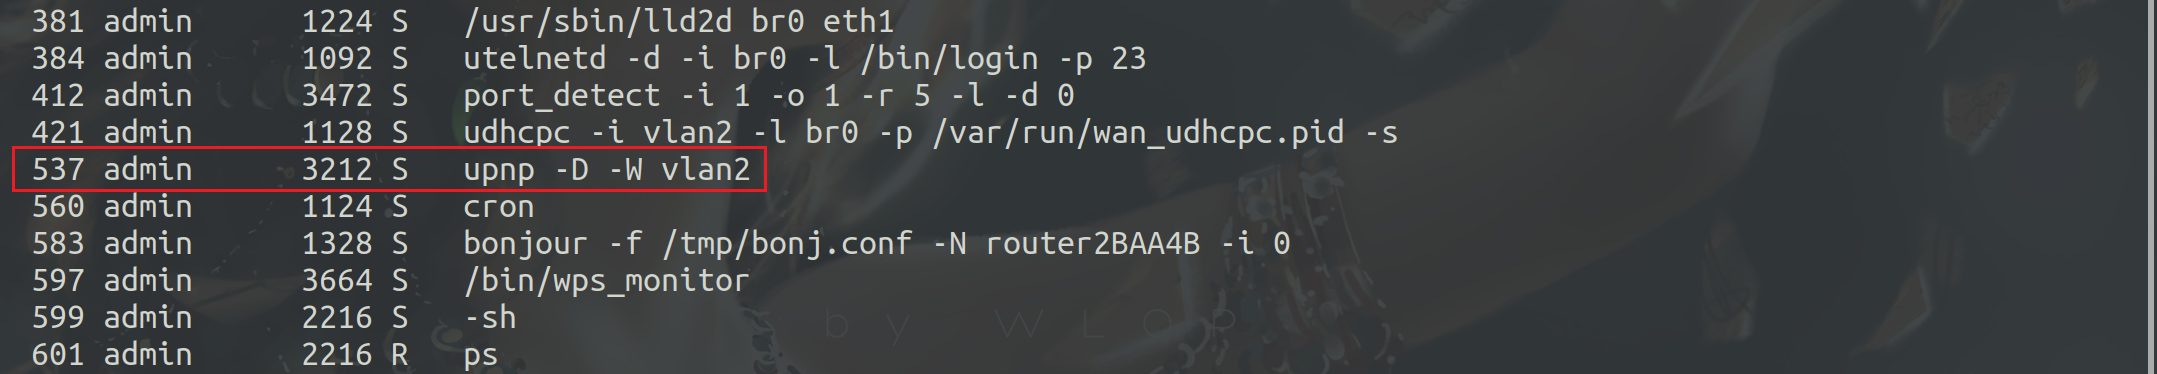 381 admin 1224 S /usr/sbin/lld2d br0 eth1
384 admin 1092 S utelnetd -d -i br0 -l /bin/login -p 23
412 admin 3472 S port_detect -i 1 -o 1 -r 5 -l -d 0
421 admin 1128 S udhcpc -i vlan2 -l br0 -p /var/run/wan_udhcpc.pid -s
537 admin 3212 S upnp -D -W vlan2
560 admin 1124 S cron
583 admin 1328 S bonjour -f /tmp/bonj.conf -N router2BAA4B -i 0
597 admin 3664 S /bin/wps_monitor
599 admin 2216 S -sh
by WLOP
601 admin 2216 R ps